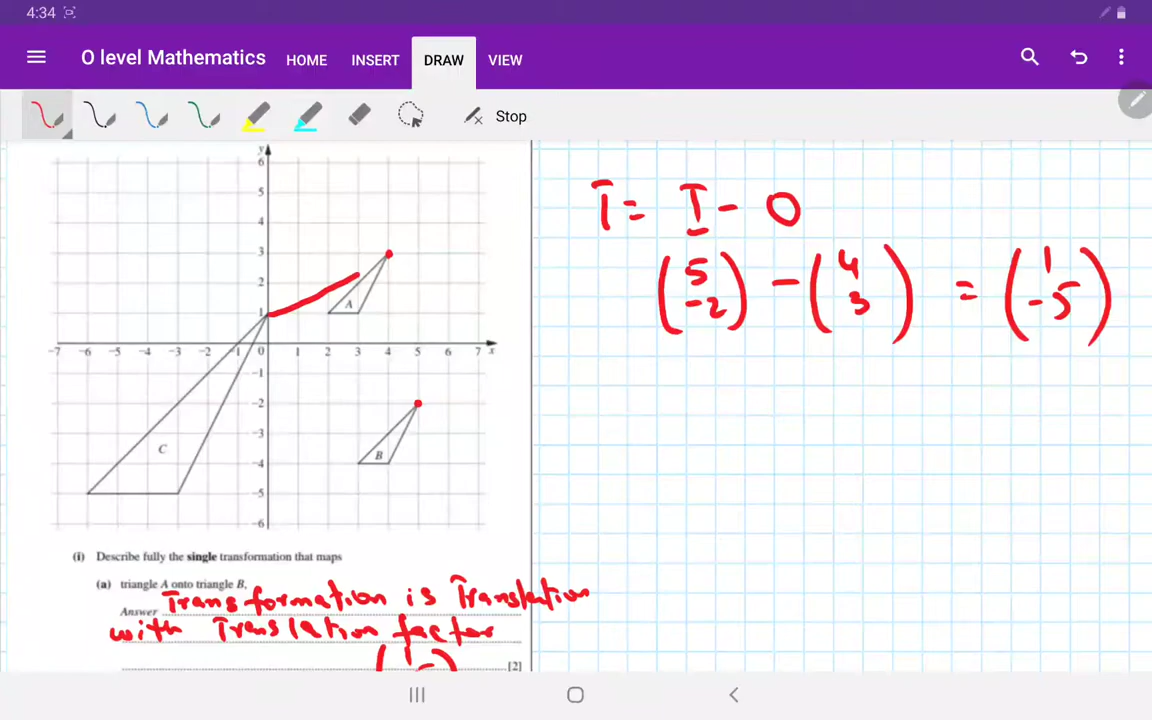 4:34
O level Mathematics HOME INSERT DRAW VIEW
Stop
y
6
5
4
3
2
1
A
-7 -6 -5 -4 -3 -2 -1 0 1 2 3 4 5 6 7 x
-1
-2
-3
C
B
-4
-5
-6
T = I - O
(5 -2) - (4 3) = (1 -5)
(i) Describe fully the single transformation that maps
(a) triangle A onto triangle B,
Answer Transformation is Translation
with Translation factor
[2]